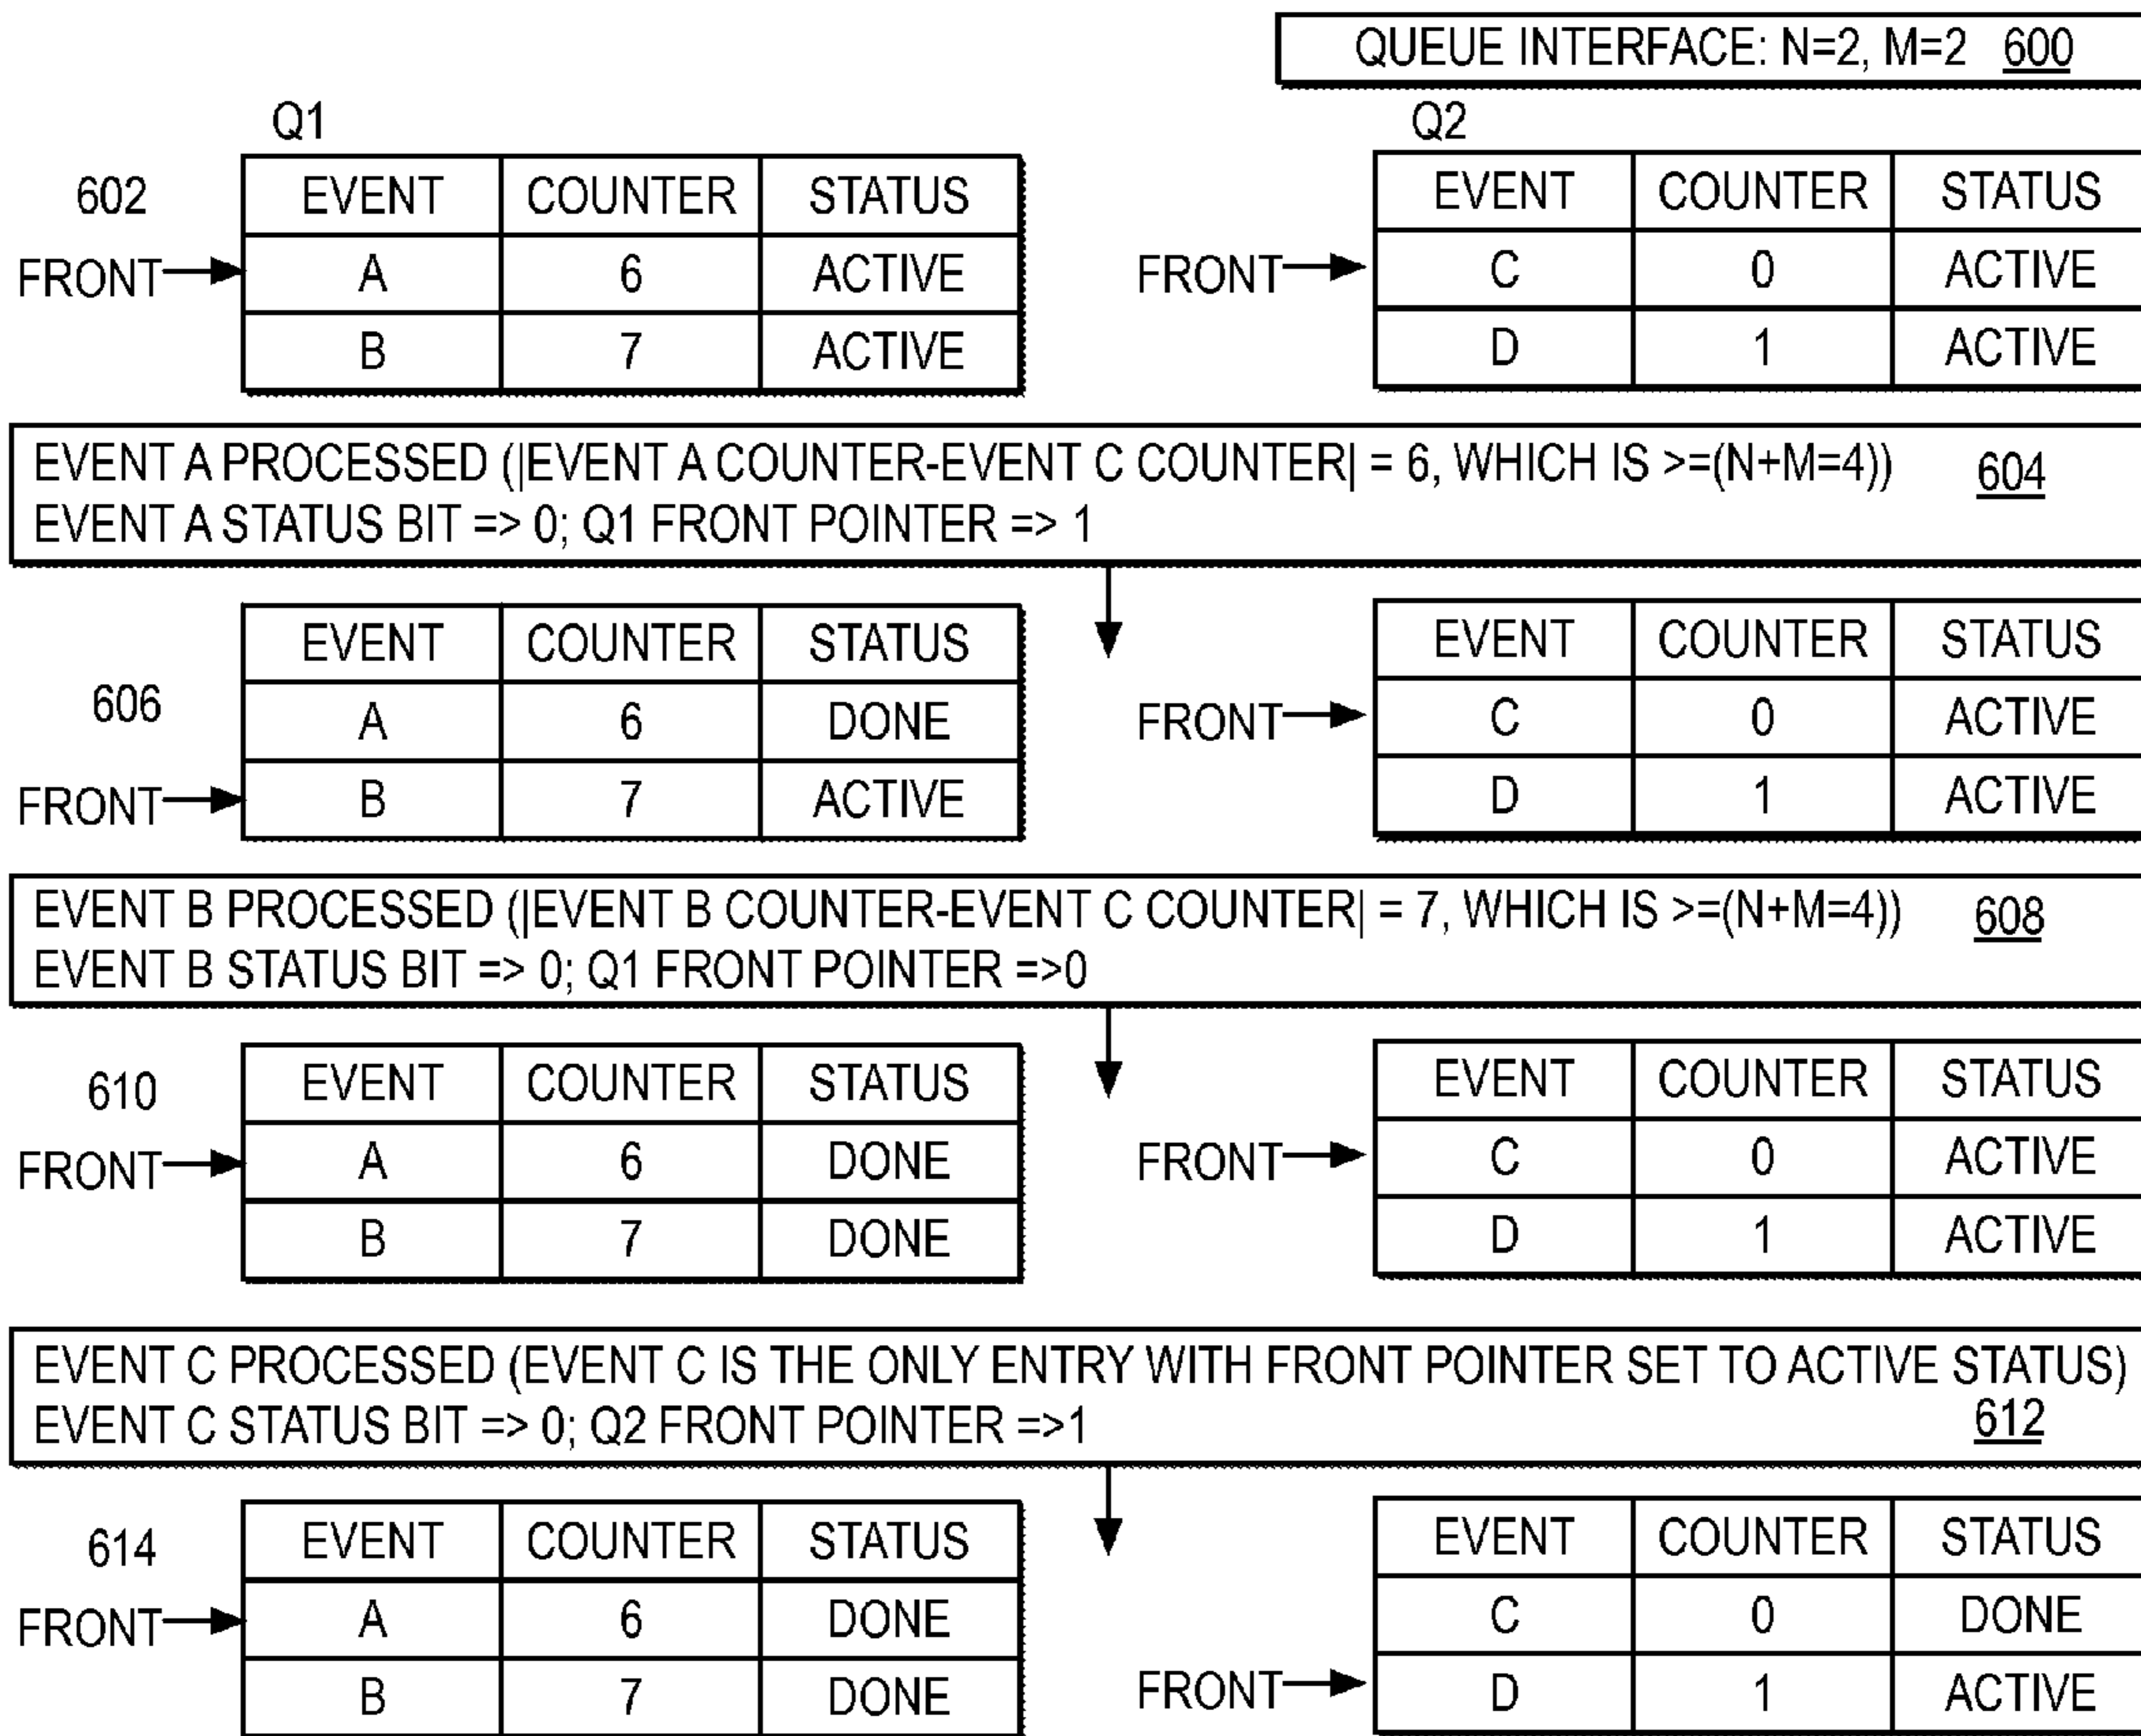 QUEUE INTERFACE: N=2, M=2 600
Q1 Q2
602 EVENT COUNTER STATUS EVENT COUNTER STATUS
FRONT A 6 ACTIVE FRONT C 0 ACTIVE
B 7 ACTIVE D 1 ACTIVE
EVENT A PROCESSED (|EVENT A COUNTER-EVENT C COUNTER| = 6, WHICH IS >=(N+M=4)) 604
EVENT A STATUS BIT => 0; Q1 FRONT POINTER => 1
EVENT COUNTER STATUS EVENT COUNTER STATUS
606 A 6 DONE FRONT C 0 ACTIVE
FRONT B 7 ACTIVE D 1 ACTIVE
EVENT B PROCESSED (|EVENT B COUNTER-EVENT C COUNTER| = 7, WHICH IS >=(N+M=4)) 608
EVENT B STATUS BIT => 0; Q1 FRONT POINTER =>0
610 EVENT COUNTER STATUS EVENT COUNTER STATUS
FRONT A 6 DONE FRONT C 0 ACTIVE
B 7 DONE D 1 ACTIVE
EVENT C PROCESSED (EVENT C IS THE ONLY ENTRY WITH FRONT POINTER SET TO ACTIVE STATUS)
EVENT C STATUS BIT => 0; Q2 FRONT POINTER =>1 612
614 EVENT COUNTER STATUS EVENT COUNTER STATUS
FRONT A 6 DONE C 0 DONE
B 7 DONE FRONT D 1 ACTIVE